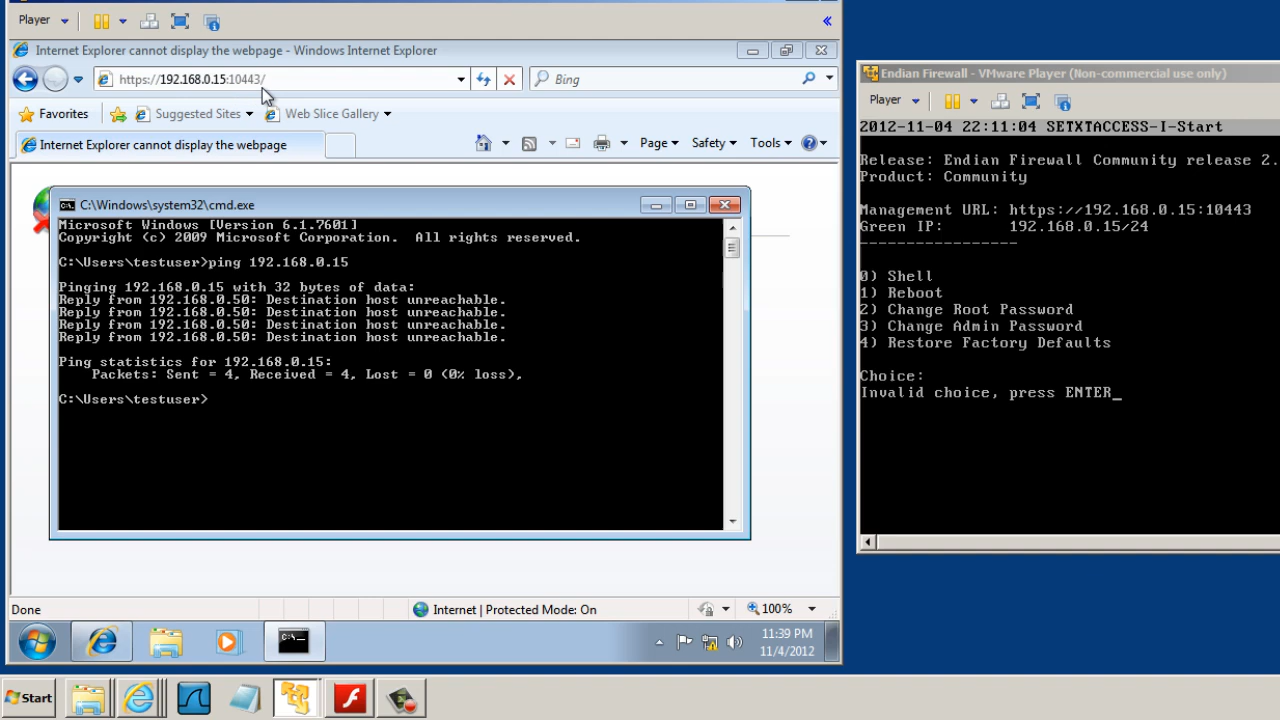 Player
Internet Explorer cannot display the webpage - Windows Internet Explorer
https://192.168.0.15:10443/
Bing
Favorites
Suggested Sites
Web Slice Gallery
Internet Explorer cannot display the webpage
Page
Safety
Tools
C:\Windows\system32\cmd.exe
Microsoft Windows [Version 6.1.7601]
Copyright (c) 2009 Microsoft Corporation. All rights reserved.
C:\Users\testuser>ping 192.168.0.15
Pinging 192.168.0.15 with 32 bytes of data:
Reply from 192.168.0.50: Destination host unreachable.
Reply from 192.168.0.50: Destination host unreachable.
Reply from 192.168.0.50: Destination host unreachable.
Reply from 192.168.0.50: Destination host unreachable.
Ping statistics for 192.168.0.15:
Packets: Sent = 4, Received = 4, Lost = 0 (0% loss),
C:\Users\testuser>
Done
Internet | Protected Mode: On
100%
11:39 PM
11/4/2012
Endian Firewall - VMware Player (Non-commercial use only)
Player
2012-11-04 22:11:04 SETXTACCESS-I-Start
Release: Endian Firewall Community release 2.
Product: Community
Management URL: https://192.168.0.15:10443
Green IP: 192.168.0.15/24
-----------------
0) Shell
1) Reboot
2) Change Root Password
3) Change Admin Password
4) Restore Factory Defaults
Choice:
Invalid choice, press ENTER_
Start